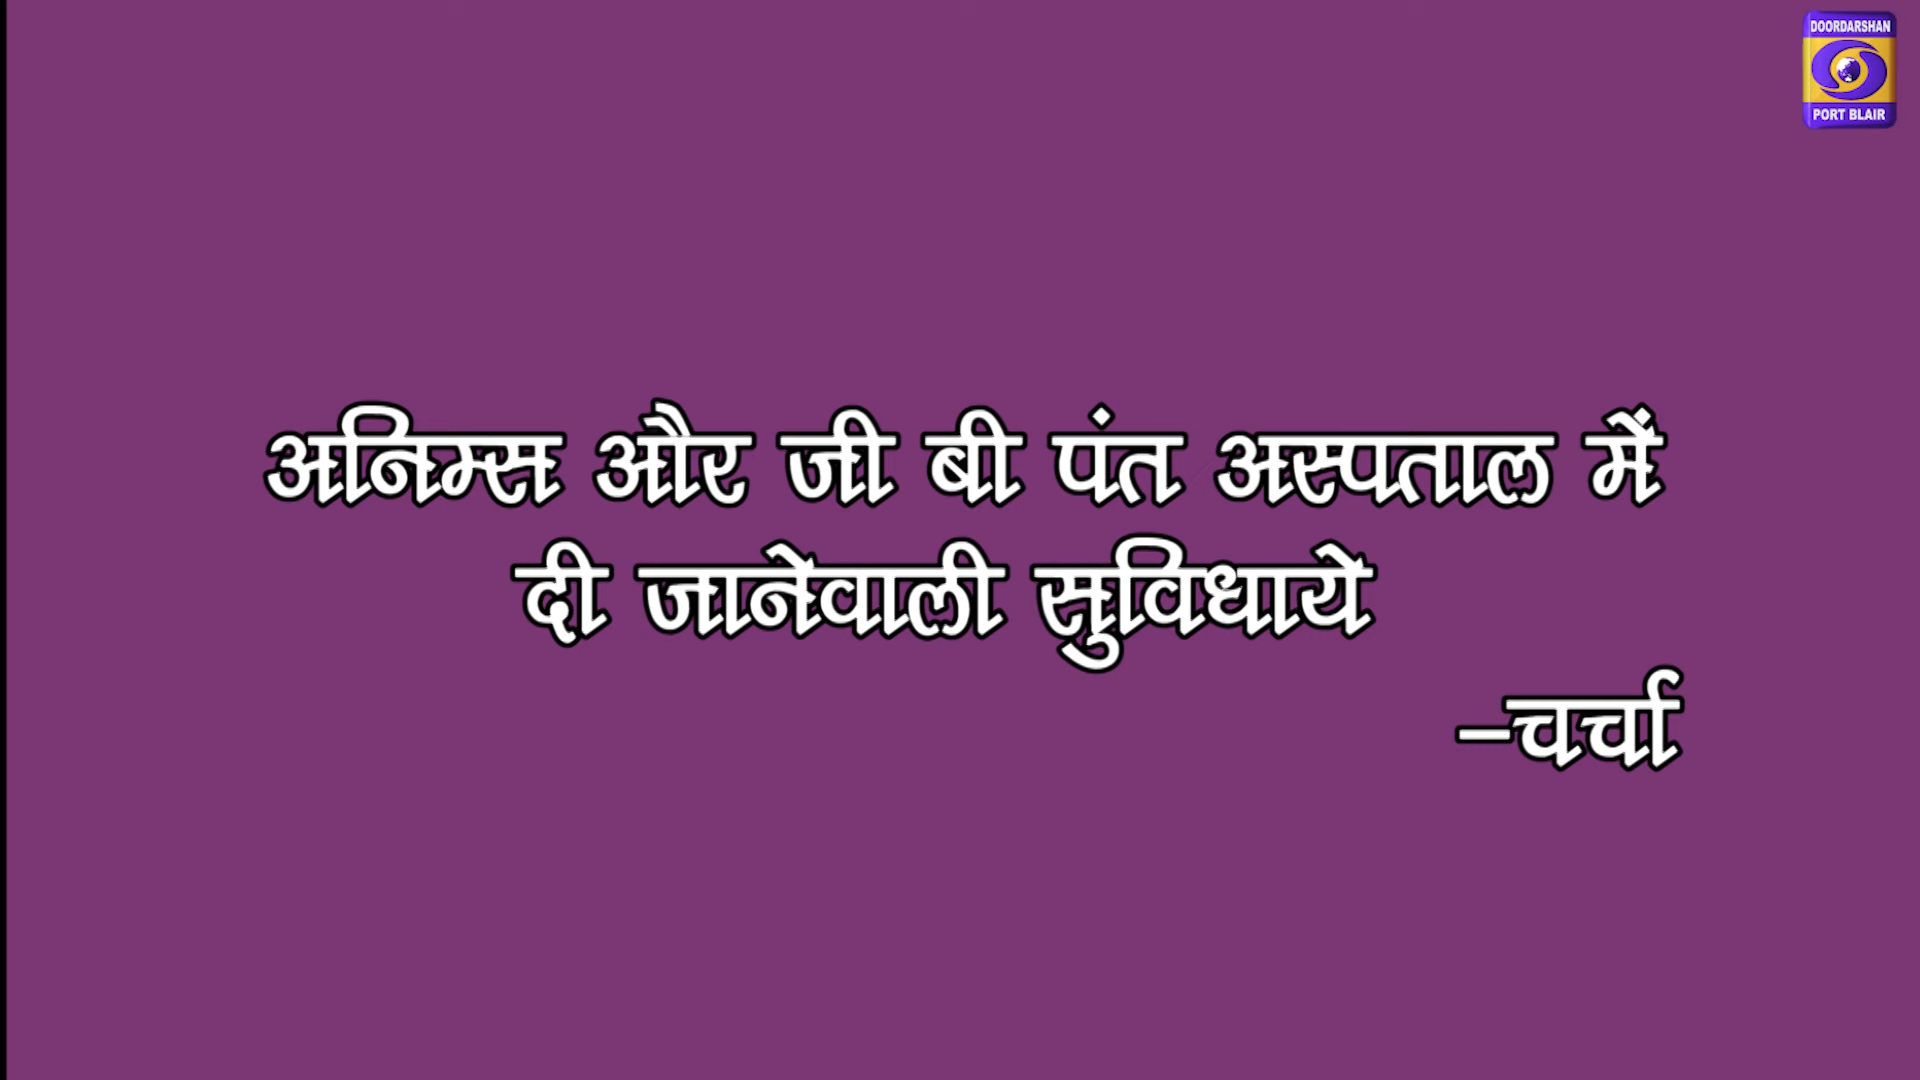 DOORDARSHAN
PORT BLAIR
अनिम्स और जी बी पंत अस्पताल में
दी जानेवाली सुविधाये
–चर्चा